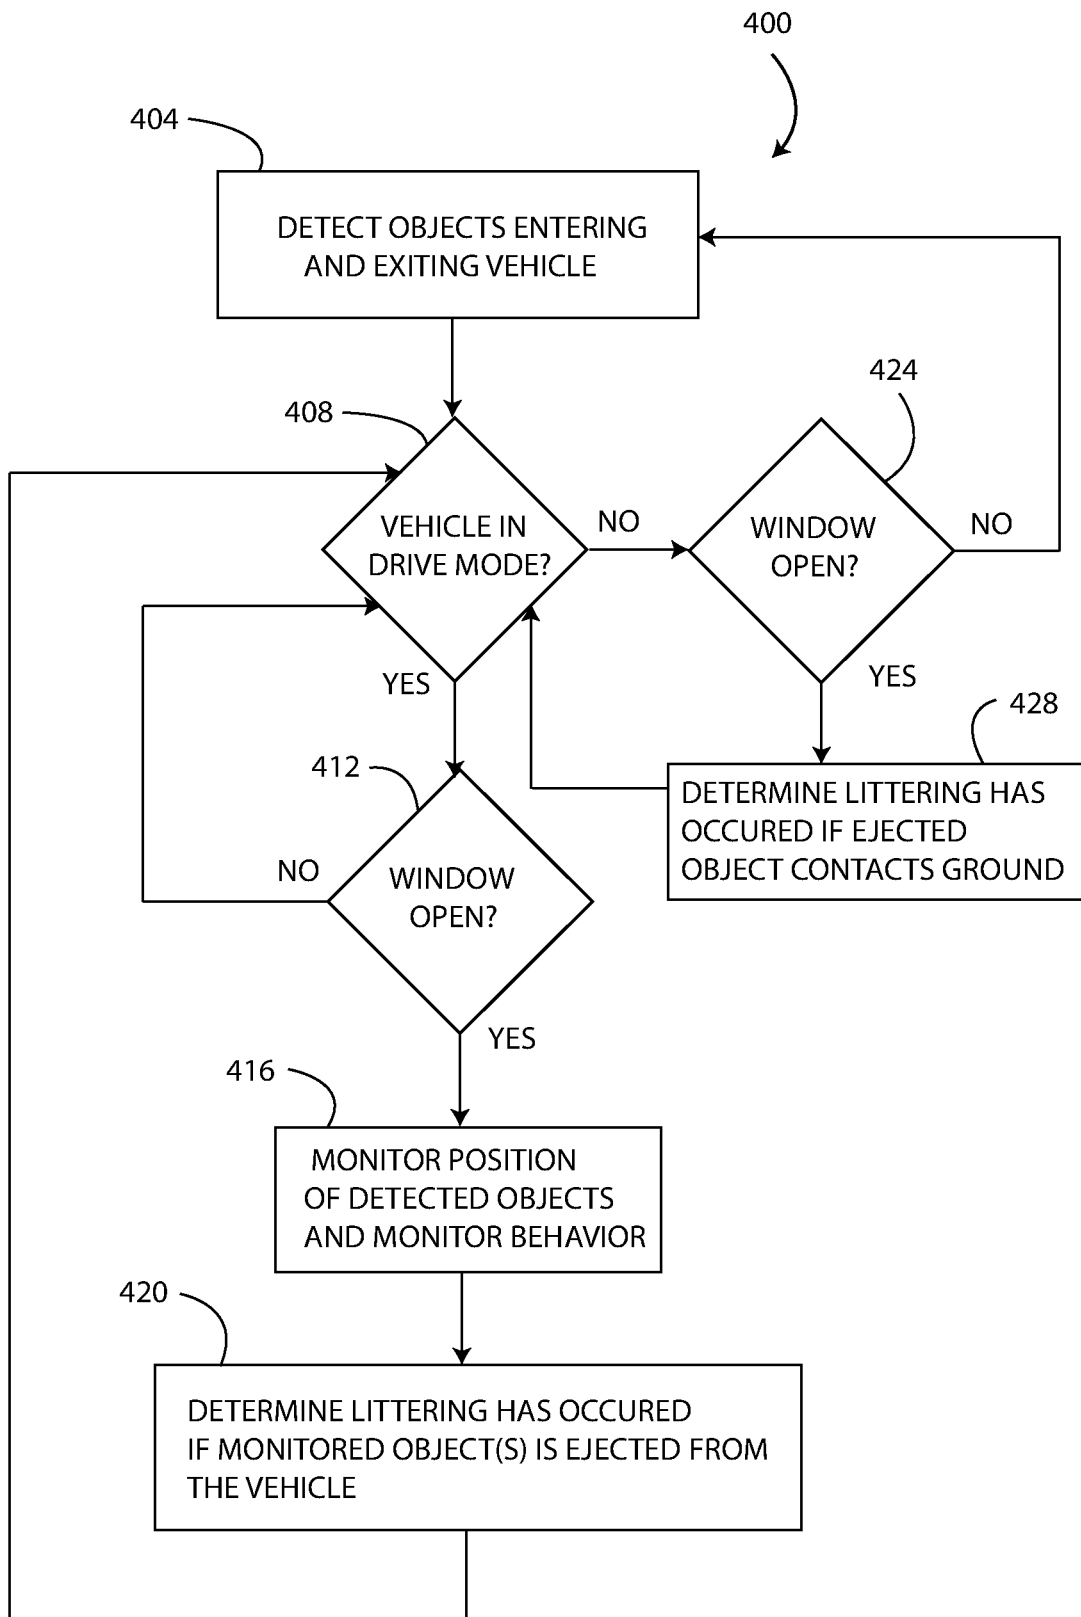 400
404
DETECT OBJECTS ENTERING
AND EXITING VEHICLE
424
408
VEHICLE IN
DRIVE MODE?
NO
WINDOW
OPEN?
NO
YES
YES
428
412
DETERMINE LITTERING HAS
OCCURED IF EJECTED
OBJECT CONTACTS GROUND
NO
WINDOW
OPEN?
YES
416
MONITOR POSITION
OF DETECTED OBJECTS
AND MONITOR BEHAVIOR
420
DETERMINE LITTERING HAS OCCURED
IF MONITORED OBJECT(S) IS EJECTED FROM
THE VEHICLE